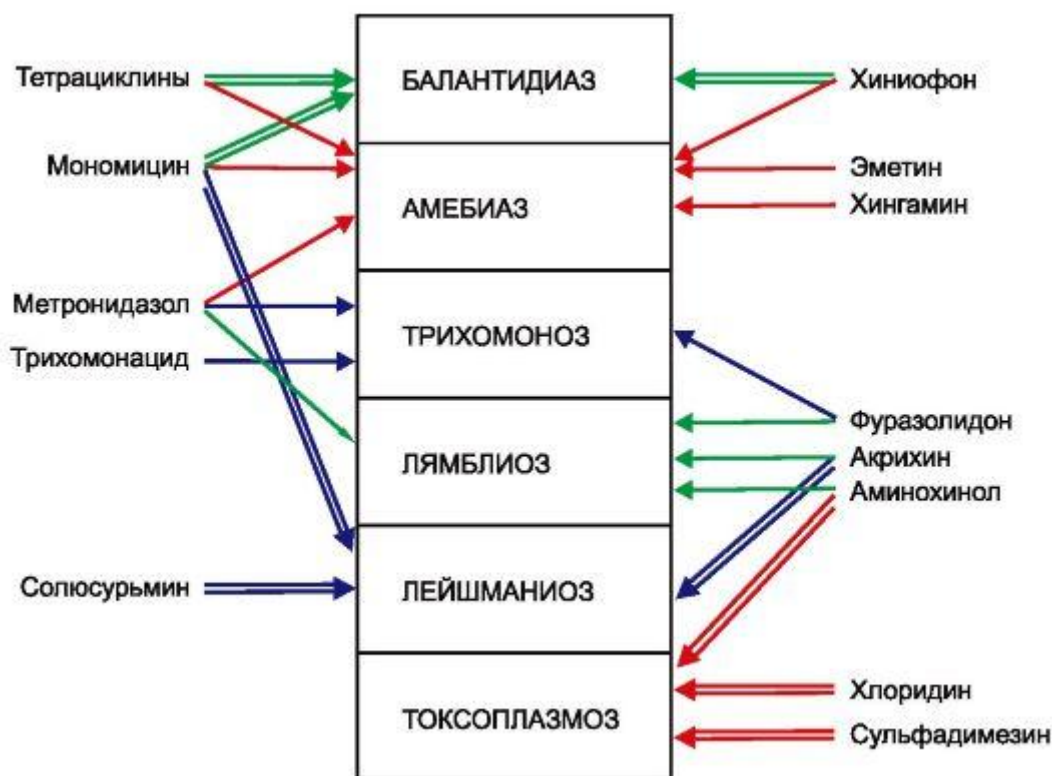 Тетрациклины
Мономицин
Метронидазол
Трихомонацид
Солюсурьмин
БАЛАНТИДИАЗ
АМЕБИАЗ
ТРИХОМОНОЗ
ЛЯМБЛИОЗ
ЛЕЙШМАНИОЗ
ТОКСОПЛАЗМОЗ
Хиниофон
Эметин
Хингамин
Фуразолидон
Акрихин
Аминохинол
Хлоридин
Сульфадимезин